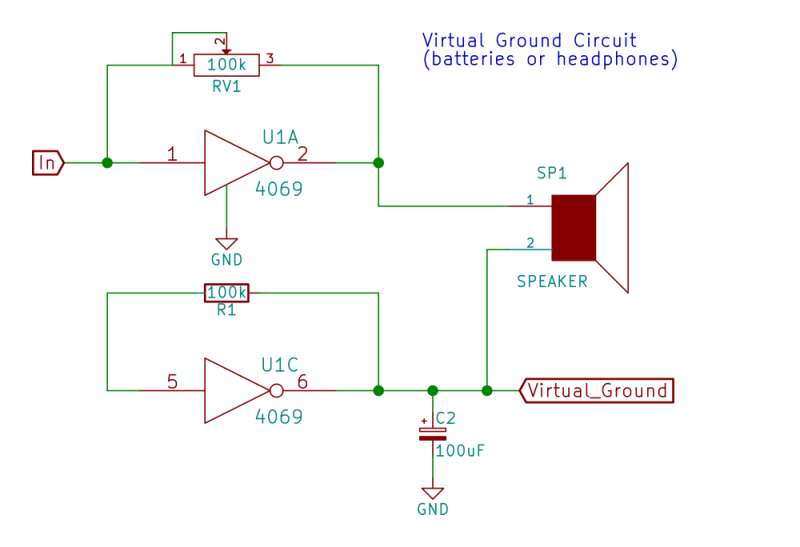 Virtual Ground Circuit
(batteries or headphones)
2
1
100k
3
RV1
In
1
U1A
2
4069
GND
SP1
1
2
SPEAKER
100k
R1
5
U1C
6
4069
Virtual_Ground
+
C2
100uF
GND